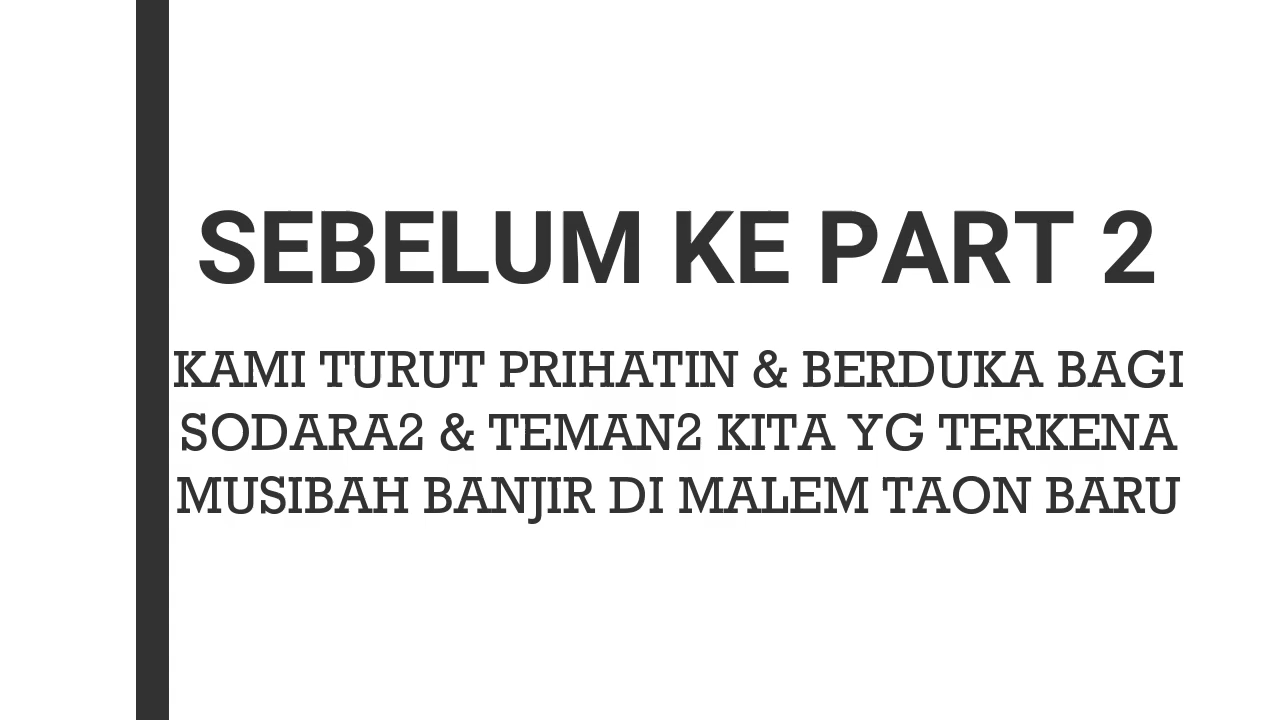 SEBELUM KE PART 2
KAMI TURUT PRIHATIN & BERDUKA BAGI
SODARA2 & TEMAN2 KITA YG TERKENA
MUSIBAH BANJIR DI MALEM TAON BARU